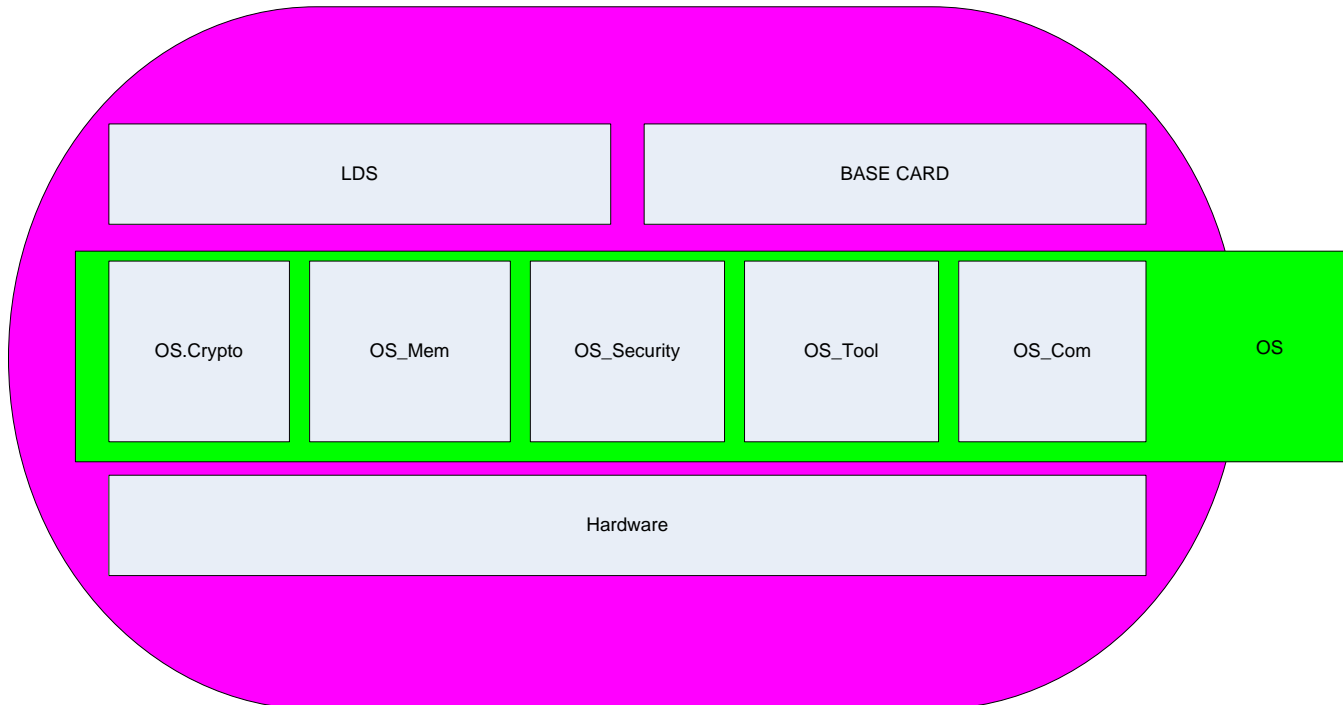 LDS
BASE CARD
OS.Crypto
OS_Mem
OS_Security
OS_Tool
OS_Com
OS
Hardware